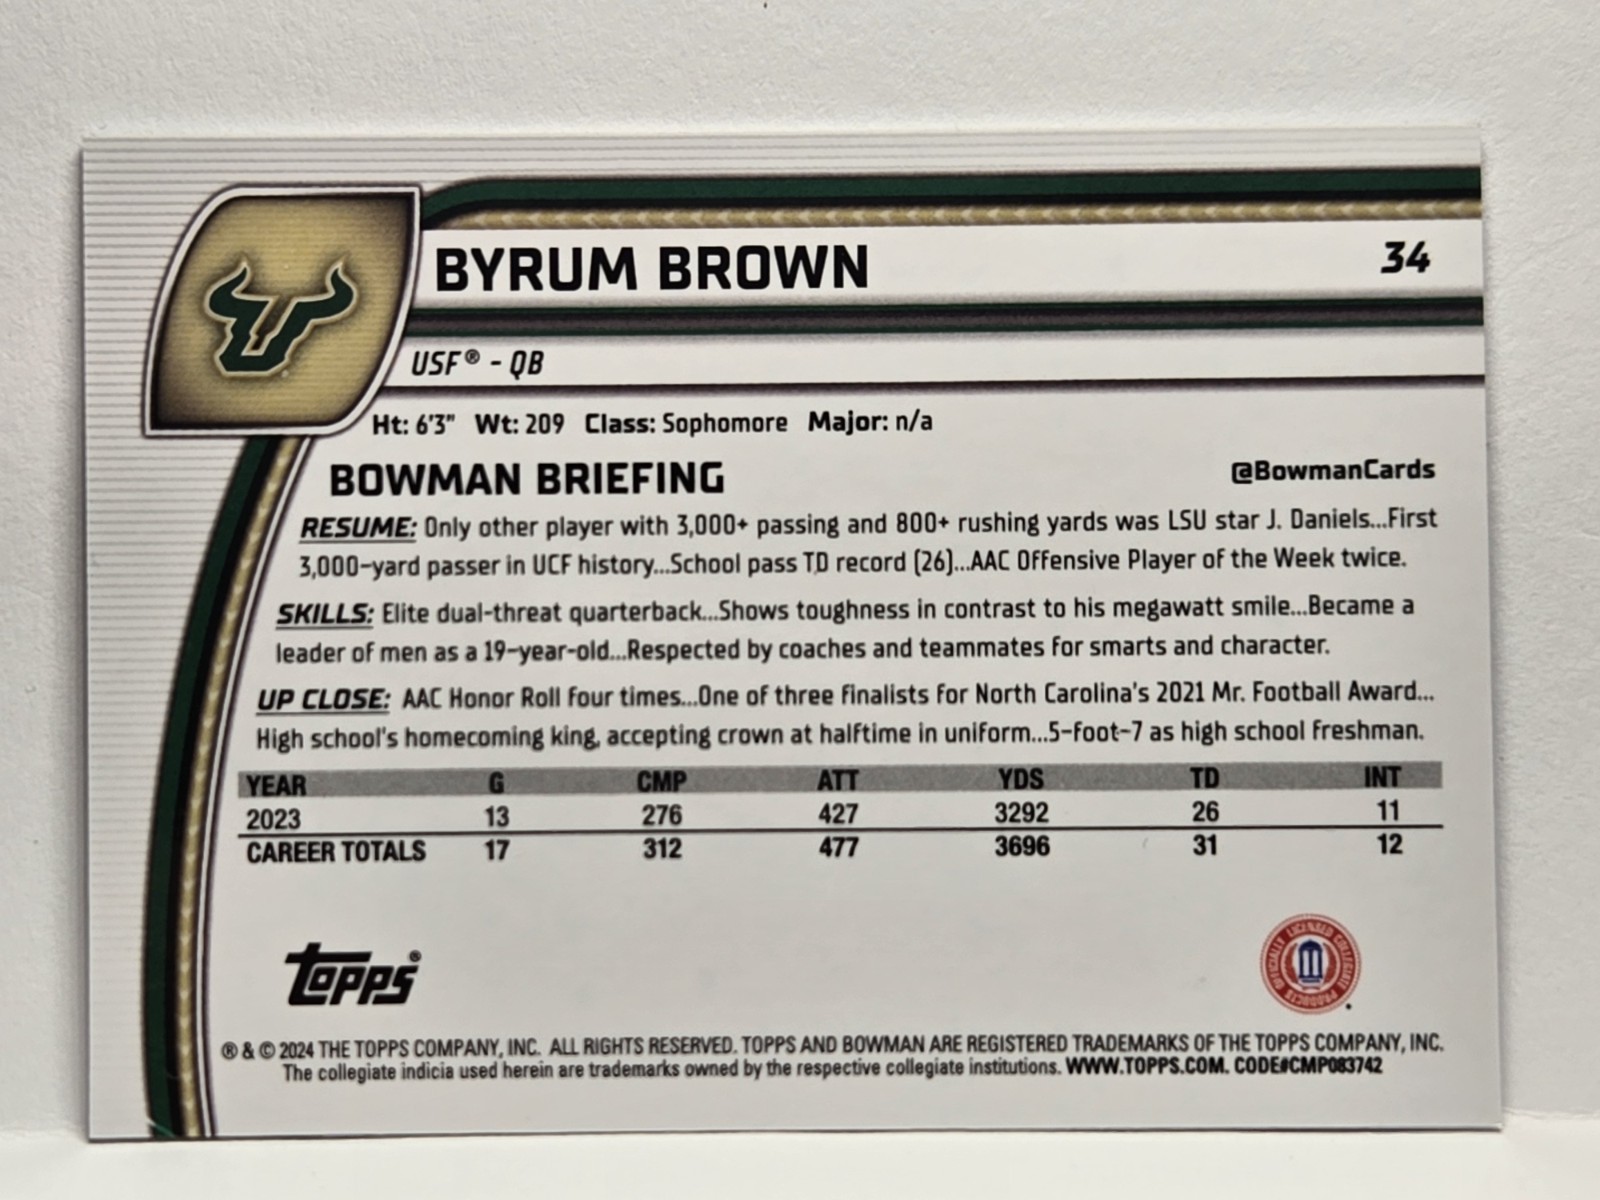 BYRUM BROWN
34
USF® - QB
Ht: 6'3" Wt: 209 Class: Sophomore Major: n/a
BOWMAN BRIEFING
@BowmanCards
RESUME: Only other player with 3,000+ passing and 800+ rushing yards was LSU star J. Daniels...First
3,000-yard passer in UCF history...School pass TD record (26)...AAC Offensive Player of the Week twice.
SKILLS: Elite dual-threat quarterback...Shows toughness in contrast to his megawatt smile...Became a
leader of men as a 19-year-old...Respected by coaches and teammates for smarts and character.
UP CLOSE: AAC Honor Roll four times...One of three finalists for North Carolina's 2021 Mr. Football Award...
High school's homecoming king, accepting crown at halftime in uniform...5-foot-7 as high school freshman.
YEAR G CMP ATT YDS TD INT
2023 13 276 427 3292 26 11
CAREER TOTALS 17 312 477 3696 31 12
topps®
OFFICIALLY LICENSED COLLEGIATE PRODUCTS
® & © 2024 THE TOPPS COMPANY, INC. ALL RIGHTS RESERVED. TOPPS AND BOWMAN ARE REGISTERED TRADEMARKS OF THE TOPPS COMPANY, INC.
The collegiate indicia used herein are trademarks owned by the respective collegiate institutions. WWW.TOPPS.COM. CODE#CMP083742